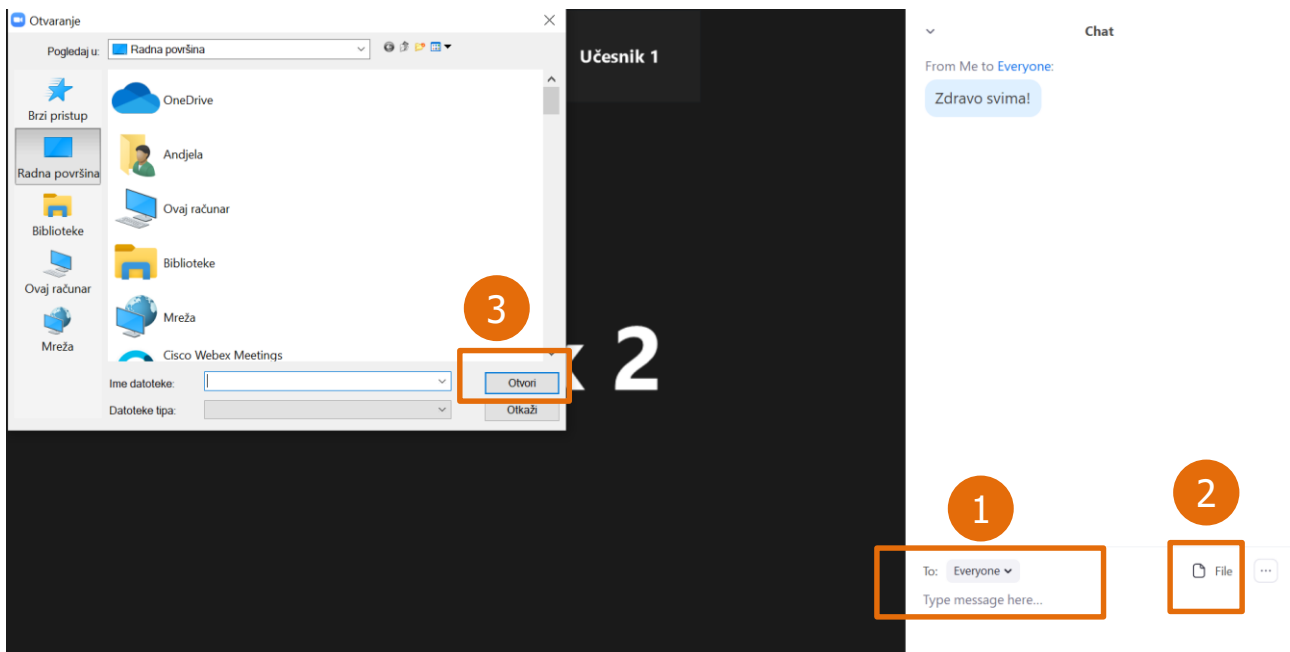 Otvaranje
Pogledaj u: Radna površina
Brzi pristup
Radna površina
Biblioteke
Ovaj računar
Mreža
OneDrive
Andjela
Ovaj računar
Biblioteke
Mreža
Cisco Webex Meetings
3
Ime datoteke:
Otvori
Datoteke tipa:
Otkaži
Učesnik 1
2
Chat
From Me to Everyone:
Zdravo svima!
1
2
To: Everyone
File
...
Type message here...